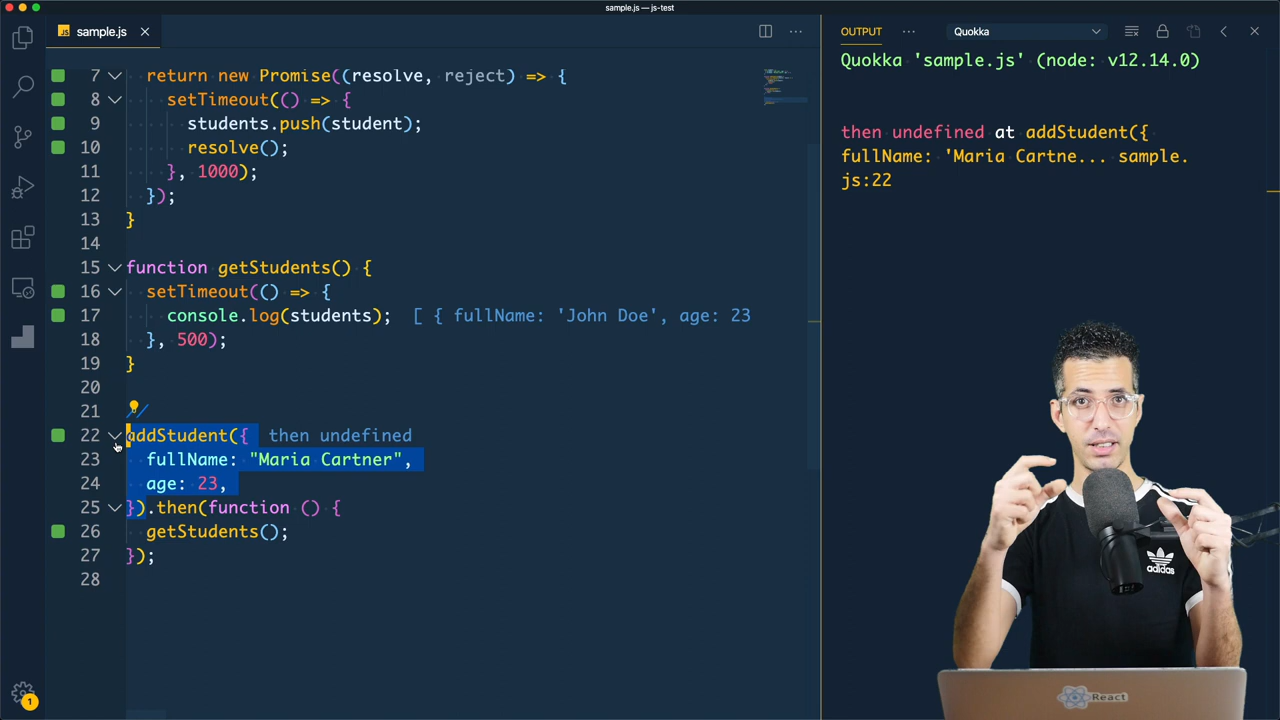 sample.js — js-test
JS sample.js
OUTPUT
Quokka
7 return new Promise((resolve, reject) => {
8 setTimeout(() => {
9 students.push(student);
10 resolve();
11 }, 1000);
12 });
13 }
14
15 function getStudents() {
16 setTimeout(() => {
17 console.log(students); [ { fullName: 'John Doe', age: 23
18 }, 500);
19 }
20
21 //
22 addStudent({ then undefined
23 fullName: "Maria Cartner",
24 age: 23,
25 }).then(function () {
26 getStudents();
27 });
28
Quokka 'sample.js' (node: v12.14.0)
then undefined at addStudent({
fullName: 'Maria Cartne... sample.
js:22
adidas
React
1